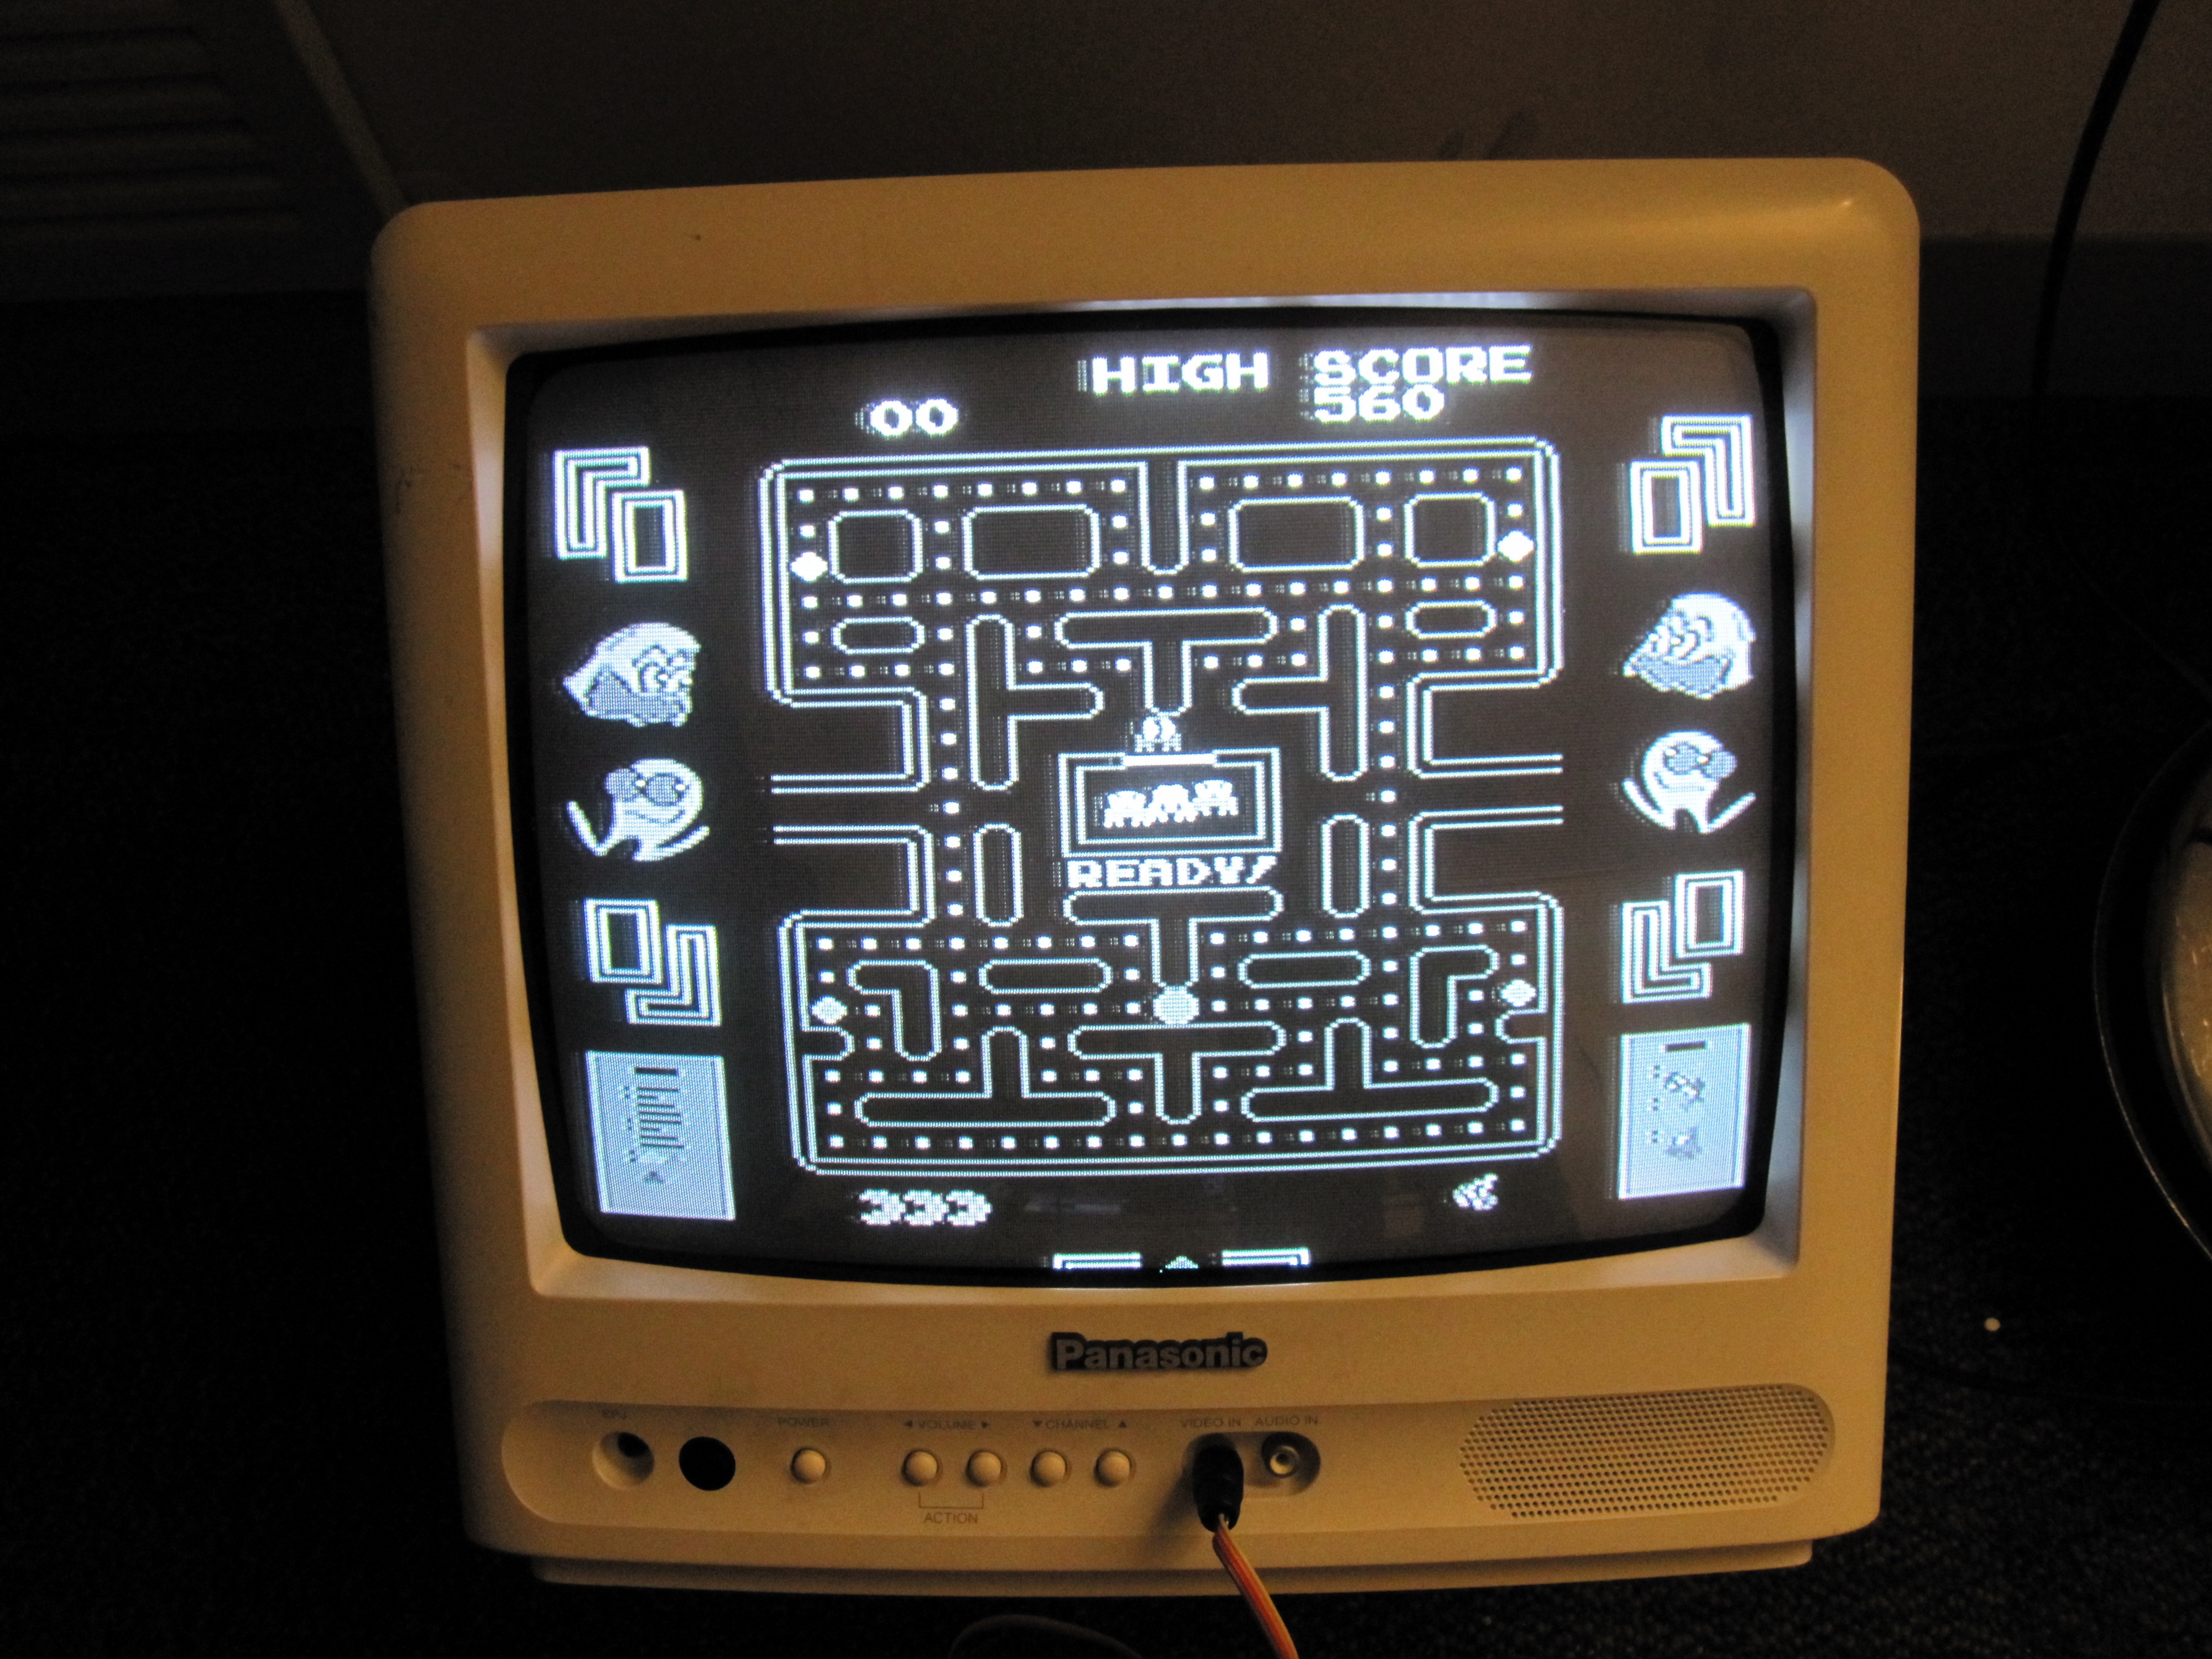 HIGH SCORE
00 560
READY!
Panasonic
POWER
◄ VOLUME ►
▼ CHANNEL ▲
VIDEO IN
AUDIO IN
ACTION